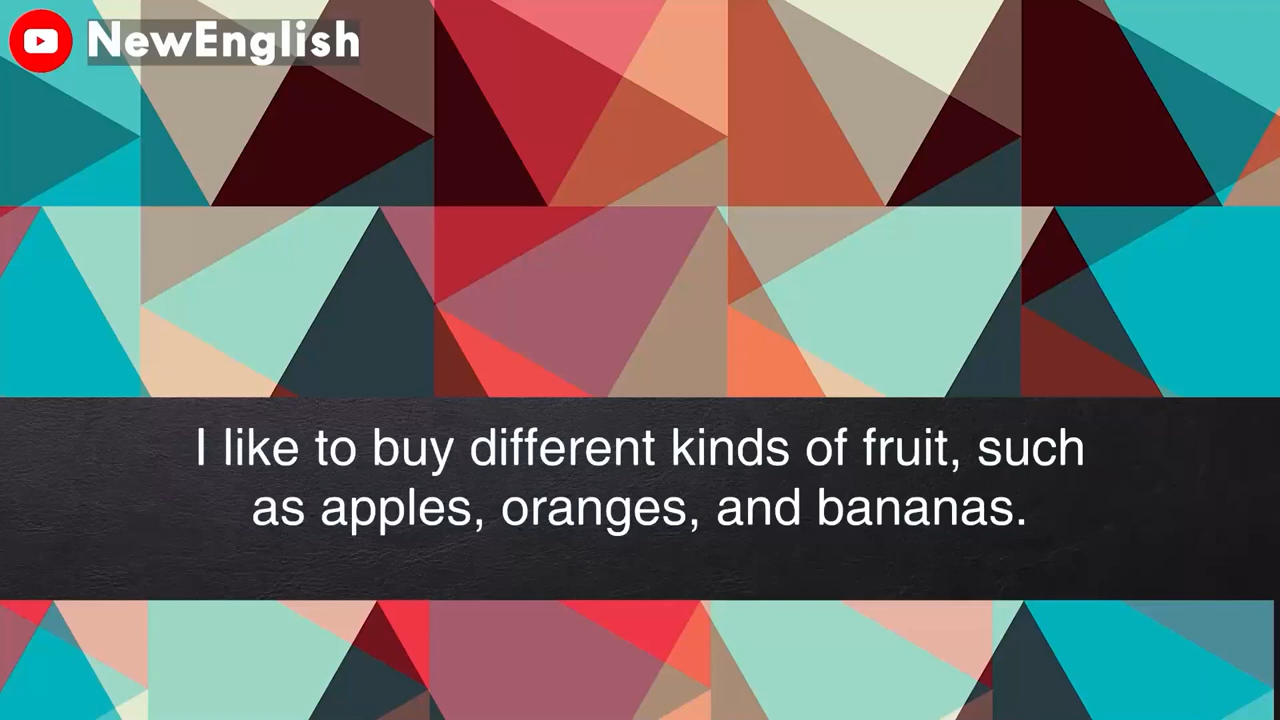 NewEnglish
I like to buy different kinds of fruit, such
as apples, oranges, and bananas.